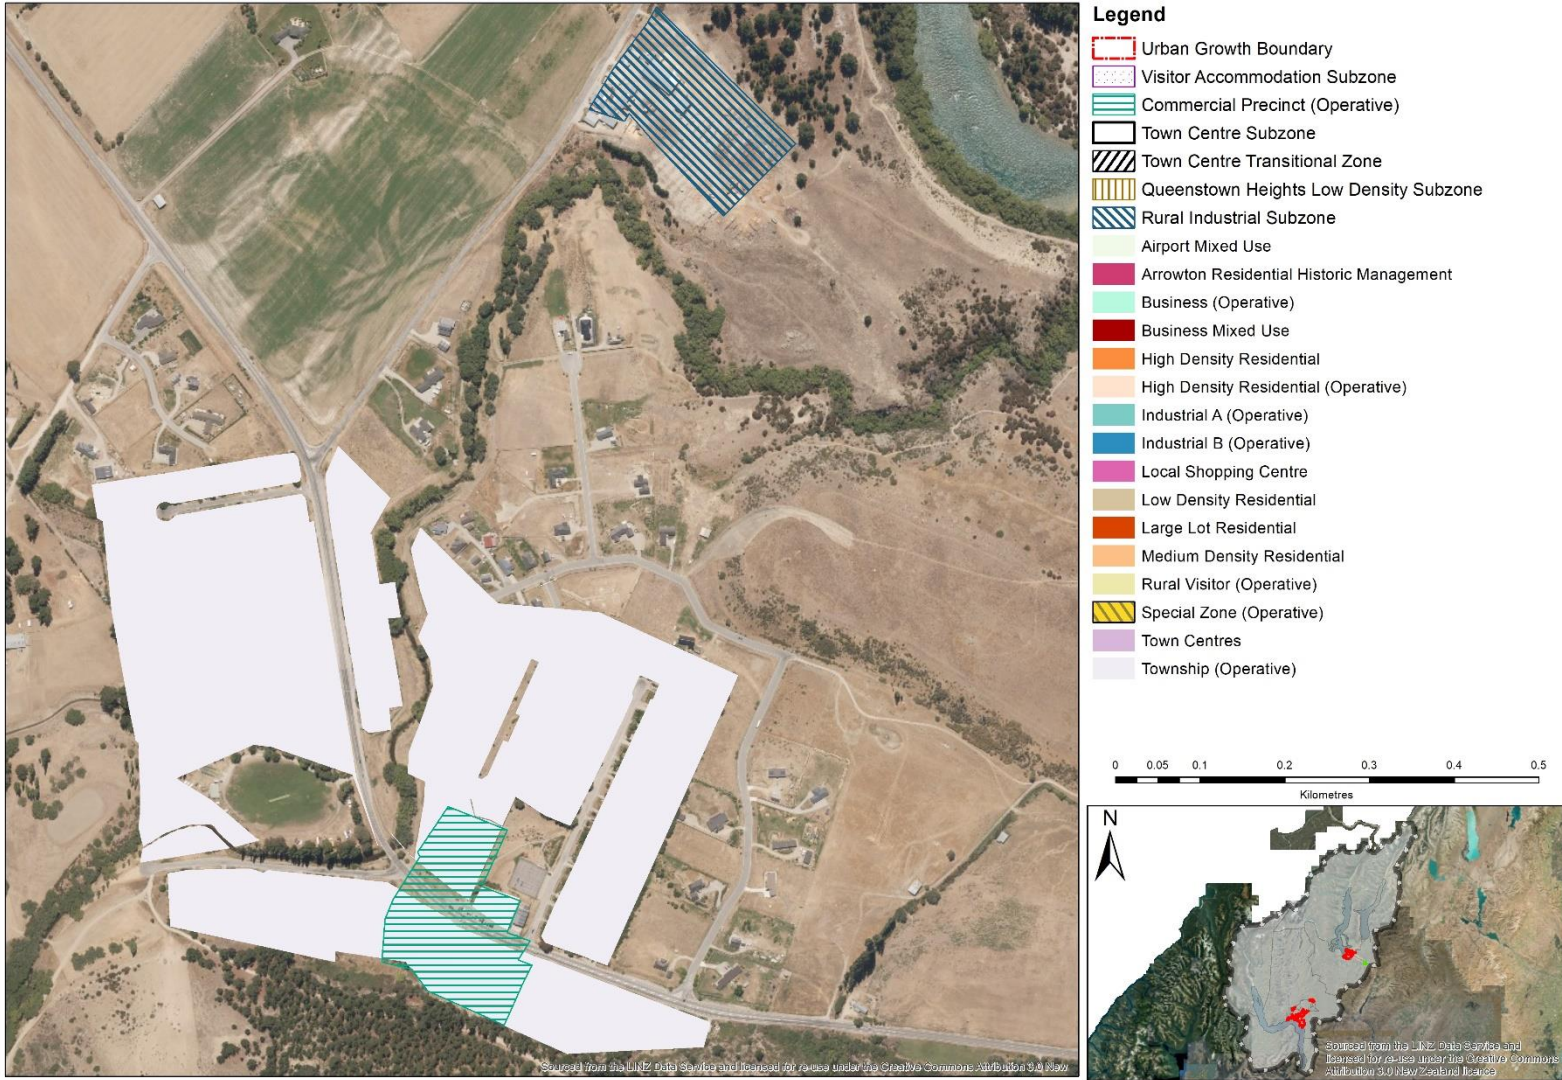 Legend
Urban Growth Boundary
Visitor Accommodation Subzone
Commercial Precinct (Operative)
Town Centre Subzone
Town Centre Transitional Zone
Queenstown Heights Low Density Subzone
Rural Industrial Subzone
Airport Mixed Use
Arrowton Residential Historic Management
Business (Operative)
Business Mixed Use
High Density Residential
High Density Residential (Operative)
Industrial A (Operative)
Industrial B (Operative)
Local Shopping Centre
Low Density Residential
Large Lot Residential
Medium Density Residential
Rural Visitor (Operative)
Special Zone (Operative)
Town Centres
Township (Operative)
0 0.05 0.1 0.2 0.3 0.4 0.5
Kilometres
N
Sourced from the LINZ Data Service and
licensed for re-use under the Creative Commons
Attribution 3.0 New Zealand licence
Sourced from the LINZ Data Service and licensed for re-use under the Creative Commons Attribution 3.0 New